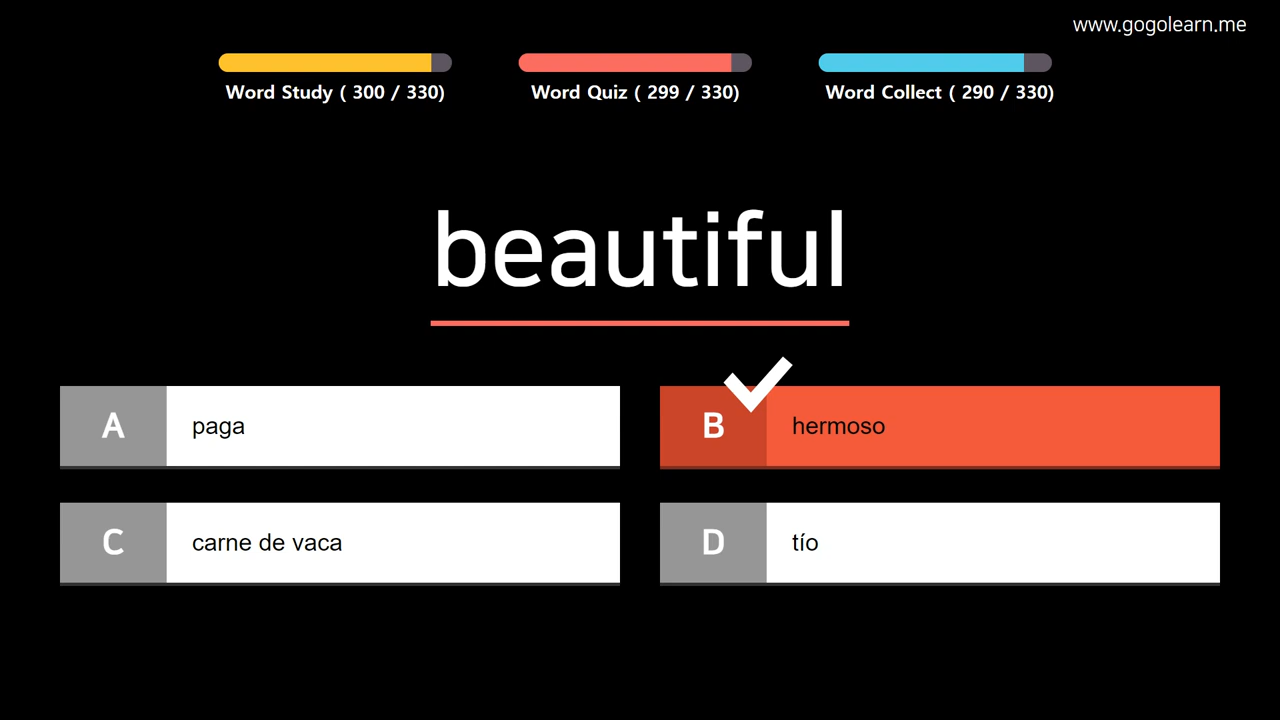 www.gogolearn.me
Word Study ( 300 / 330)
Word Quiz ( 299 / 330)
Word Collect ( 290 / 330)
beautiful
A paga
B hermoso
C carne de vaca
D tío